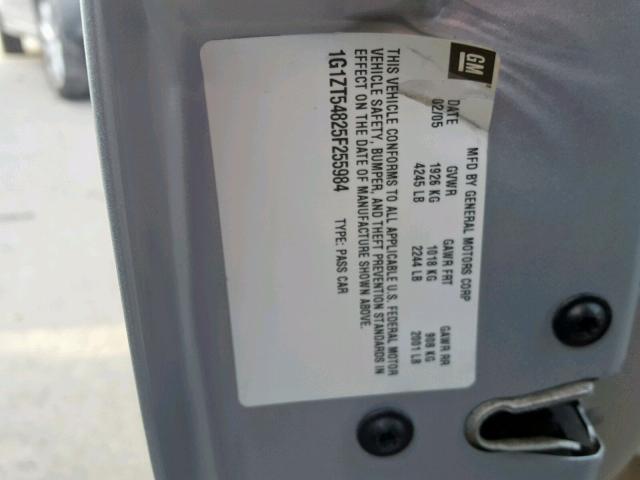 GM
MFD BY GENERAL MOTORS CORP
DATE GVWR GAWR FRT GAWR RR
02/05 1926 KG 1018 KG 908 KG
4245 LB 2244 LB 2001 LB
THIS VEHICLE CONFORMS TO ALL APPLICABLE U.S. FEDERAL MOTOR
VEHICLE SAFETY, BUMPER, AND THEFT PREVENTION STANDARDS IN
EFFECT ON THE DATE OF MANUFACTURE SHOWN ABOVE.
1G1ZT54825F255984 TYPE: PASS CAR